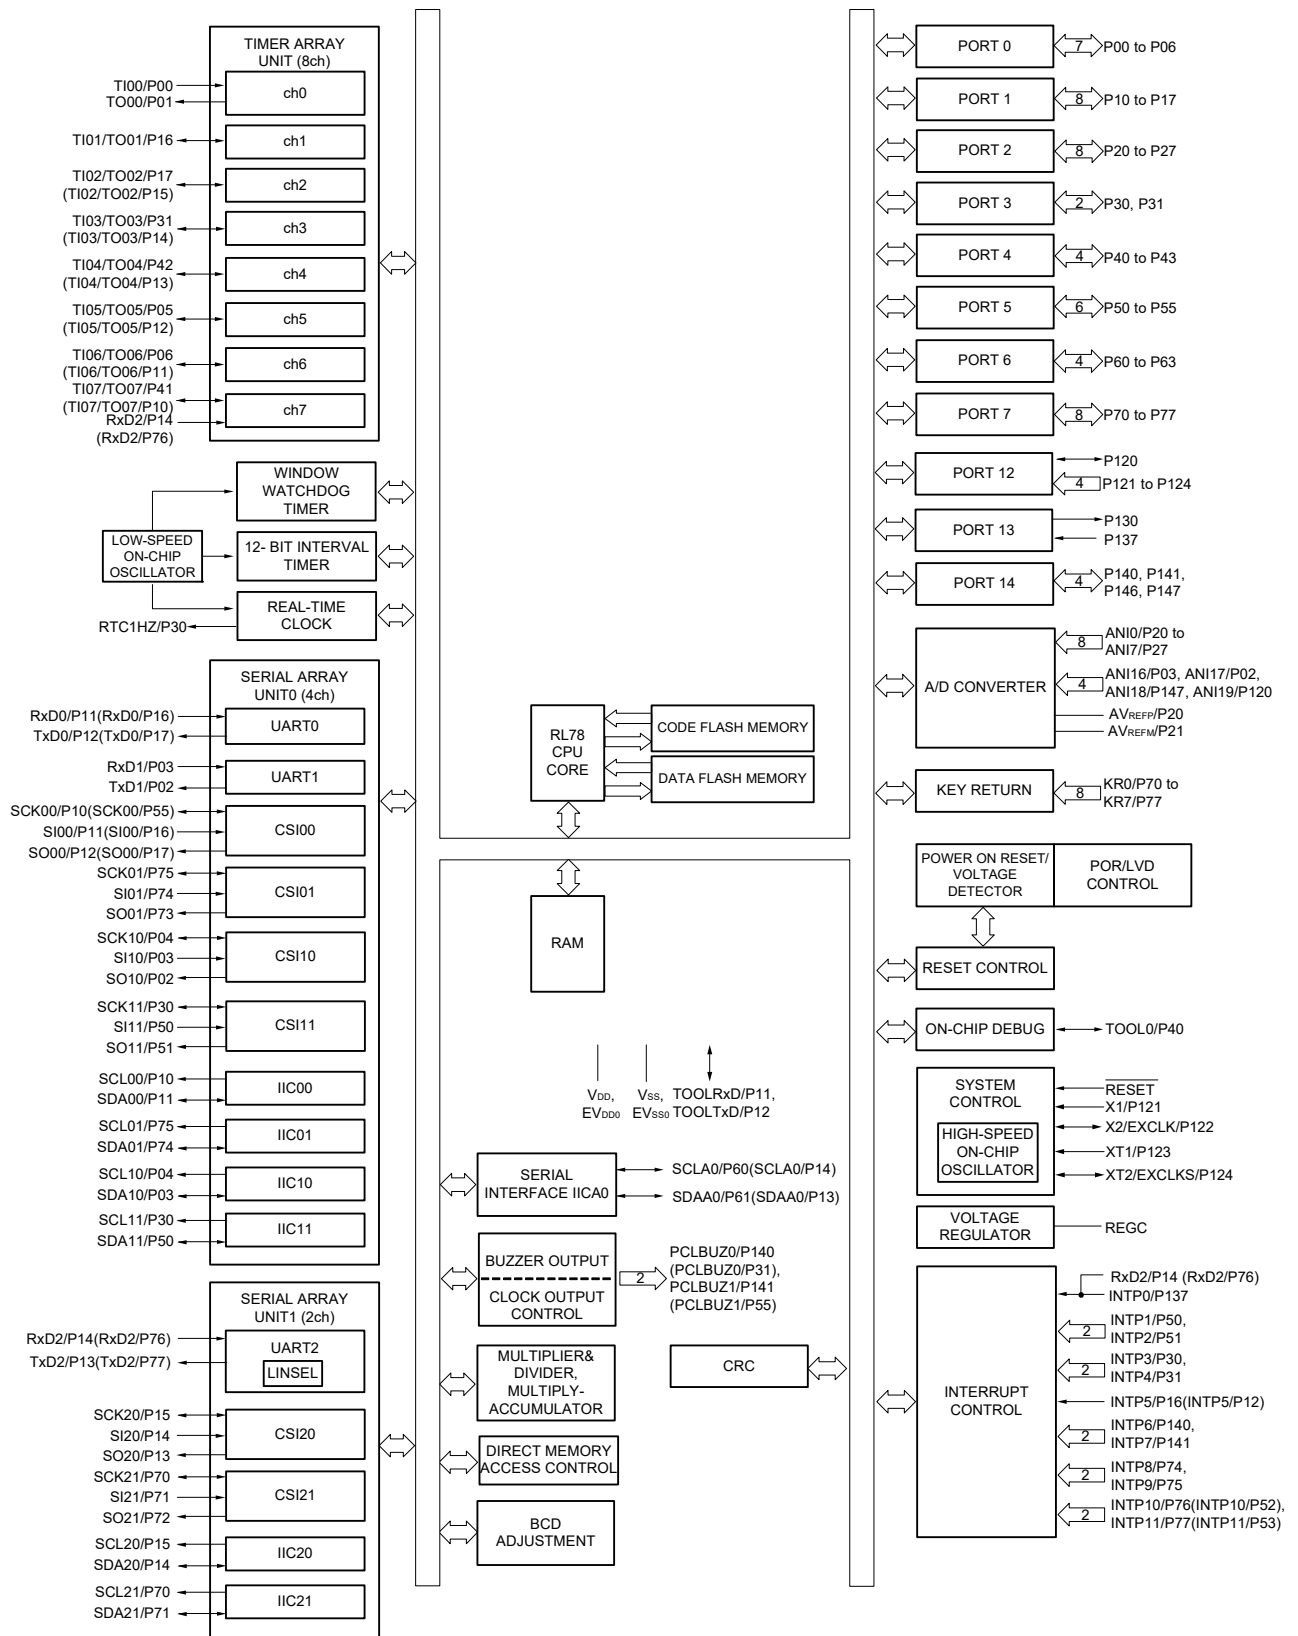 TIMER ARRAY
UNIT (8ch)
TI00/P00
TO00/P01
ch0
TI01/TO01/P16
ch1
TI02/TO02/P17
(TI02/TO02/P15)
ch2
TI03/TO03/P31
(TI03/TO03/P14)
ch3
TI04/TO04/P42
(TI04/TO04/P13)
ch4
TI05/TO05/P05
(TI05/TO05/P12)
ch5
TI06/TO06/P06
(TI06/TO06/P11)
ch6
TI07/TO07/P41
(TI07/TO07/P10)
RxD2/P14
(RxD2/P76)
ch7
WINDOW
WATCHDOG
TIMER
LOW-SPEED
ON-CHIP
OSCILLATOR
12- BIT INTERVAL
TIMER
REAL-TIME
CLOCK
RTC1HZ/P30
SERIAL ARRAY
UNIT0 (4ch)
RxD0/P11(RxD0/P16)
TxD0/P12(TxD0/P17)
UART0
RxD1/P03
TxD1/P02
UART1
SCK00/P10(SCK00/P55)
SI00/P11(SI00/P16)
SO00/P12(SO00/P17)
CSI00
SCK01/P75
SI01/P74
SO01/P73
CSI01
SCK10/P04
SI10/P03
SO10/P02
CSI10
SCK11/P30
SI11/P50
SO11/P51
CSI11
SCL00/P10
SDA00/P11
IIC00
SCL01/P75
SDA01/P74
IIC01
SCL10/P04
SDA10/P03
IIC10
SCL11/P30
SDA11/P50
IIC11
SERIAL ARRAY
UNIT1 (2ch)
RxD2/P14(RxD2/P76)
TxD2/P13(TxD2/P77)
UART2
LINSEL
SCK20/P15
SI20/P14
SO20/P13
CSI20
SCK21/P70
SI21/P71
SO21/P72
CSI21
SCL20/P15
SDA20/P14
IIC20
SCL21/P70
SDA21/P71
IIC21
RL78
CPU
CORE
CODE FLASH MEMORY
DATA FLASH MEMORY
RAM
VDD,
EVDD0
VSS,
EVSS0
TOOLRxD/P11,
TOOLTxD/P12
SERIAL
INTERFACE IICA0
SCLA0/P60(SCLA0/P14)
SDAA0/P61(SDAA0/P13)
BUZZER OUTPUT
CLOCK OUTPUT
CONTROL
2
PCLBUZ0/P140
(PCLBUZ0/P31),
PCLBUZ1/P141
(PCLBUZ1/P55)
MULTIPLIER&
DIVIDER,
MULTIPLY-
ACCUMULATOR
CRC
DIRECT MEMORY
ACCESS CONTROL
BCD
ADJUSTMENT
PORT 0
7
P00 to P06
PORT 1
8
P10 to P17
PORT 2
8
P20 to P27
PORT 3
2
P30, P31
PORT 4
4
P40 to P43
PORT 5
6
P50 to P55
PORT 6
4
P60 to P63
PORT 7
8
P70 to P77
PORT 12
P120
4
P121 to P124
PORT 13
P130
P137
PORT 14
4
P140, P141,
P146, P147
A/D CONVERTER
8
ANI0/P20 to
ANI7/P27
4
ANI16/P03, ANI17/P02,
ANI18/P147, ANI19/P120
AVREFP/P20
AVREFM/P21
KEY RETURN
8
KR0/P70 to
KR7/P77
POWER ON RESET/
VOLTAGE
DETECTOR
POR/LVD
CONTROL
RESET CONTROL
ON-CHIP DEBUG
TOOL0/P40
SYSTEM
CONTROL
HIGH-SPEED
ON-CHIP
OSCILLATOR
RESET
X1/P121
X2/EXCLK/P122
XT1/P123
XT2/EXCLKS/P124
VOLTAGE
REGULATOR
REGC
INTERRUPT
CONTROL
RxD2/P14 (RxD2/P76)
INTP0/P137
2
INTP1/P50,
INTP2/P51
2
INTP3/P30,
INTP4/P31
INTP5/P16(INTP5/P12)
2
INTP6/P140,
INTP7/P141
2
INTP8/P74,
INTP9/P75
2
INTP10/P76(INTP10/P52),
INTP11/P77(INTP11/P53)